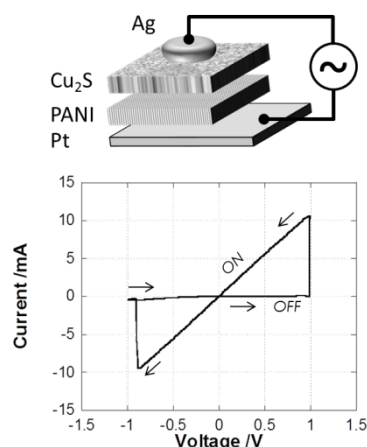 Ag
Cu₂S
PANI
Pt
~
Current /mA
15
10
5
0
-5
-10
-15
ON
OFF
-1.5 -1 -0.5 0 0.5 1 1.5
Voltage /V